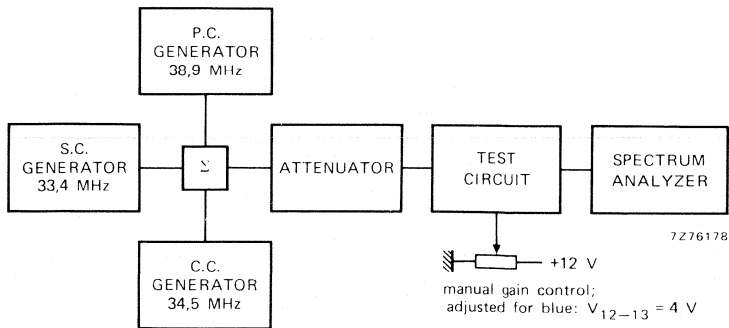 P.C.
GENERATOR
38,9 MHz
S.C.
GENERATOR
33,4 MHz
Σ
ATTENUATOR
TEST
CIRCUIT
SPECTRUM
ANALYZER
7Z76178
C.C.
GENERATOR
34,5 MHz
+12 V
manual gain control;
adjusted for blue: V12–13 = 4 V